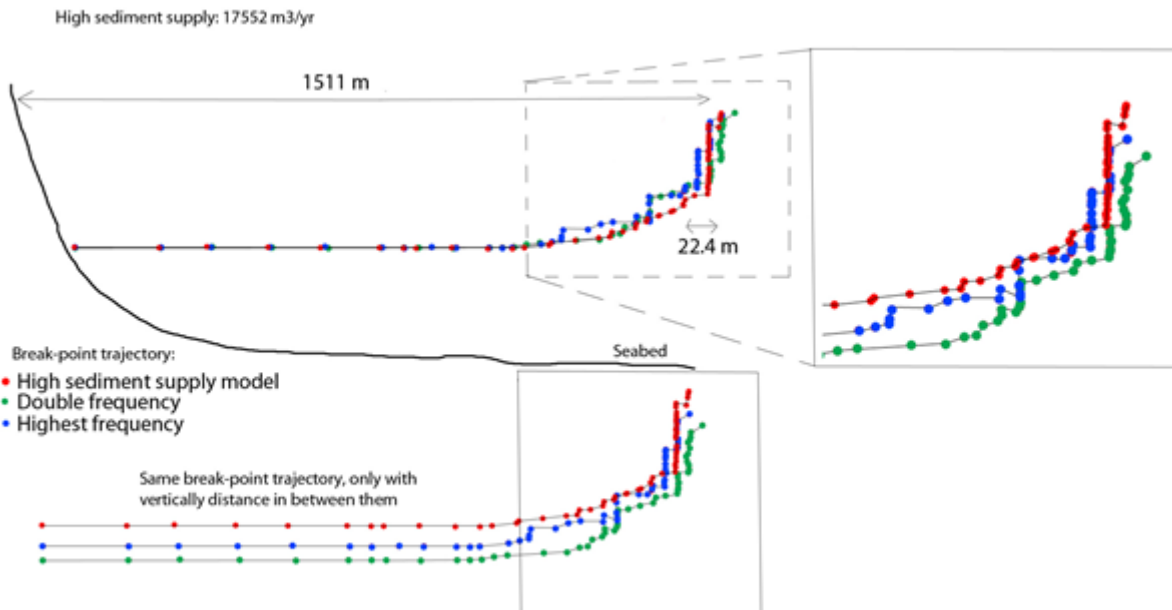 High sediment supply: 17552 m3/yr
1511 m
22.4 m
Seabed
Break-point trajectory:
High sediment supply model
Double frequency
Highest frequency
Same break-point trajectory, only with
vertically distance in between them